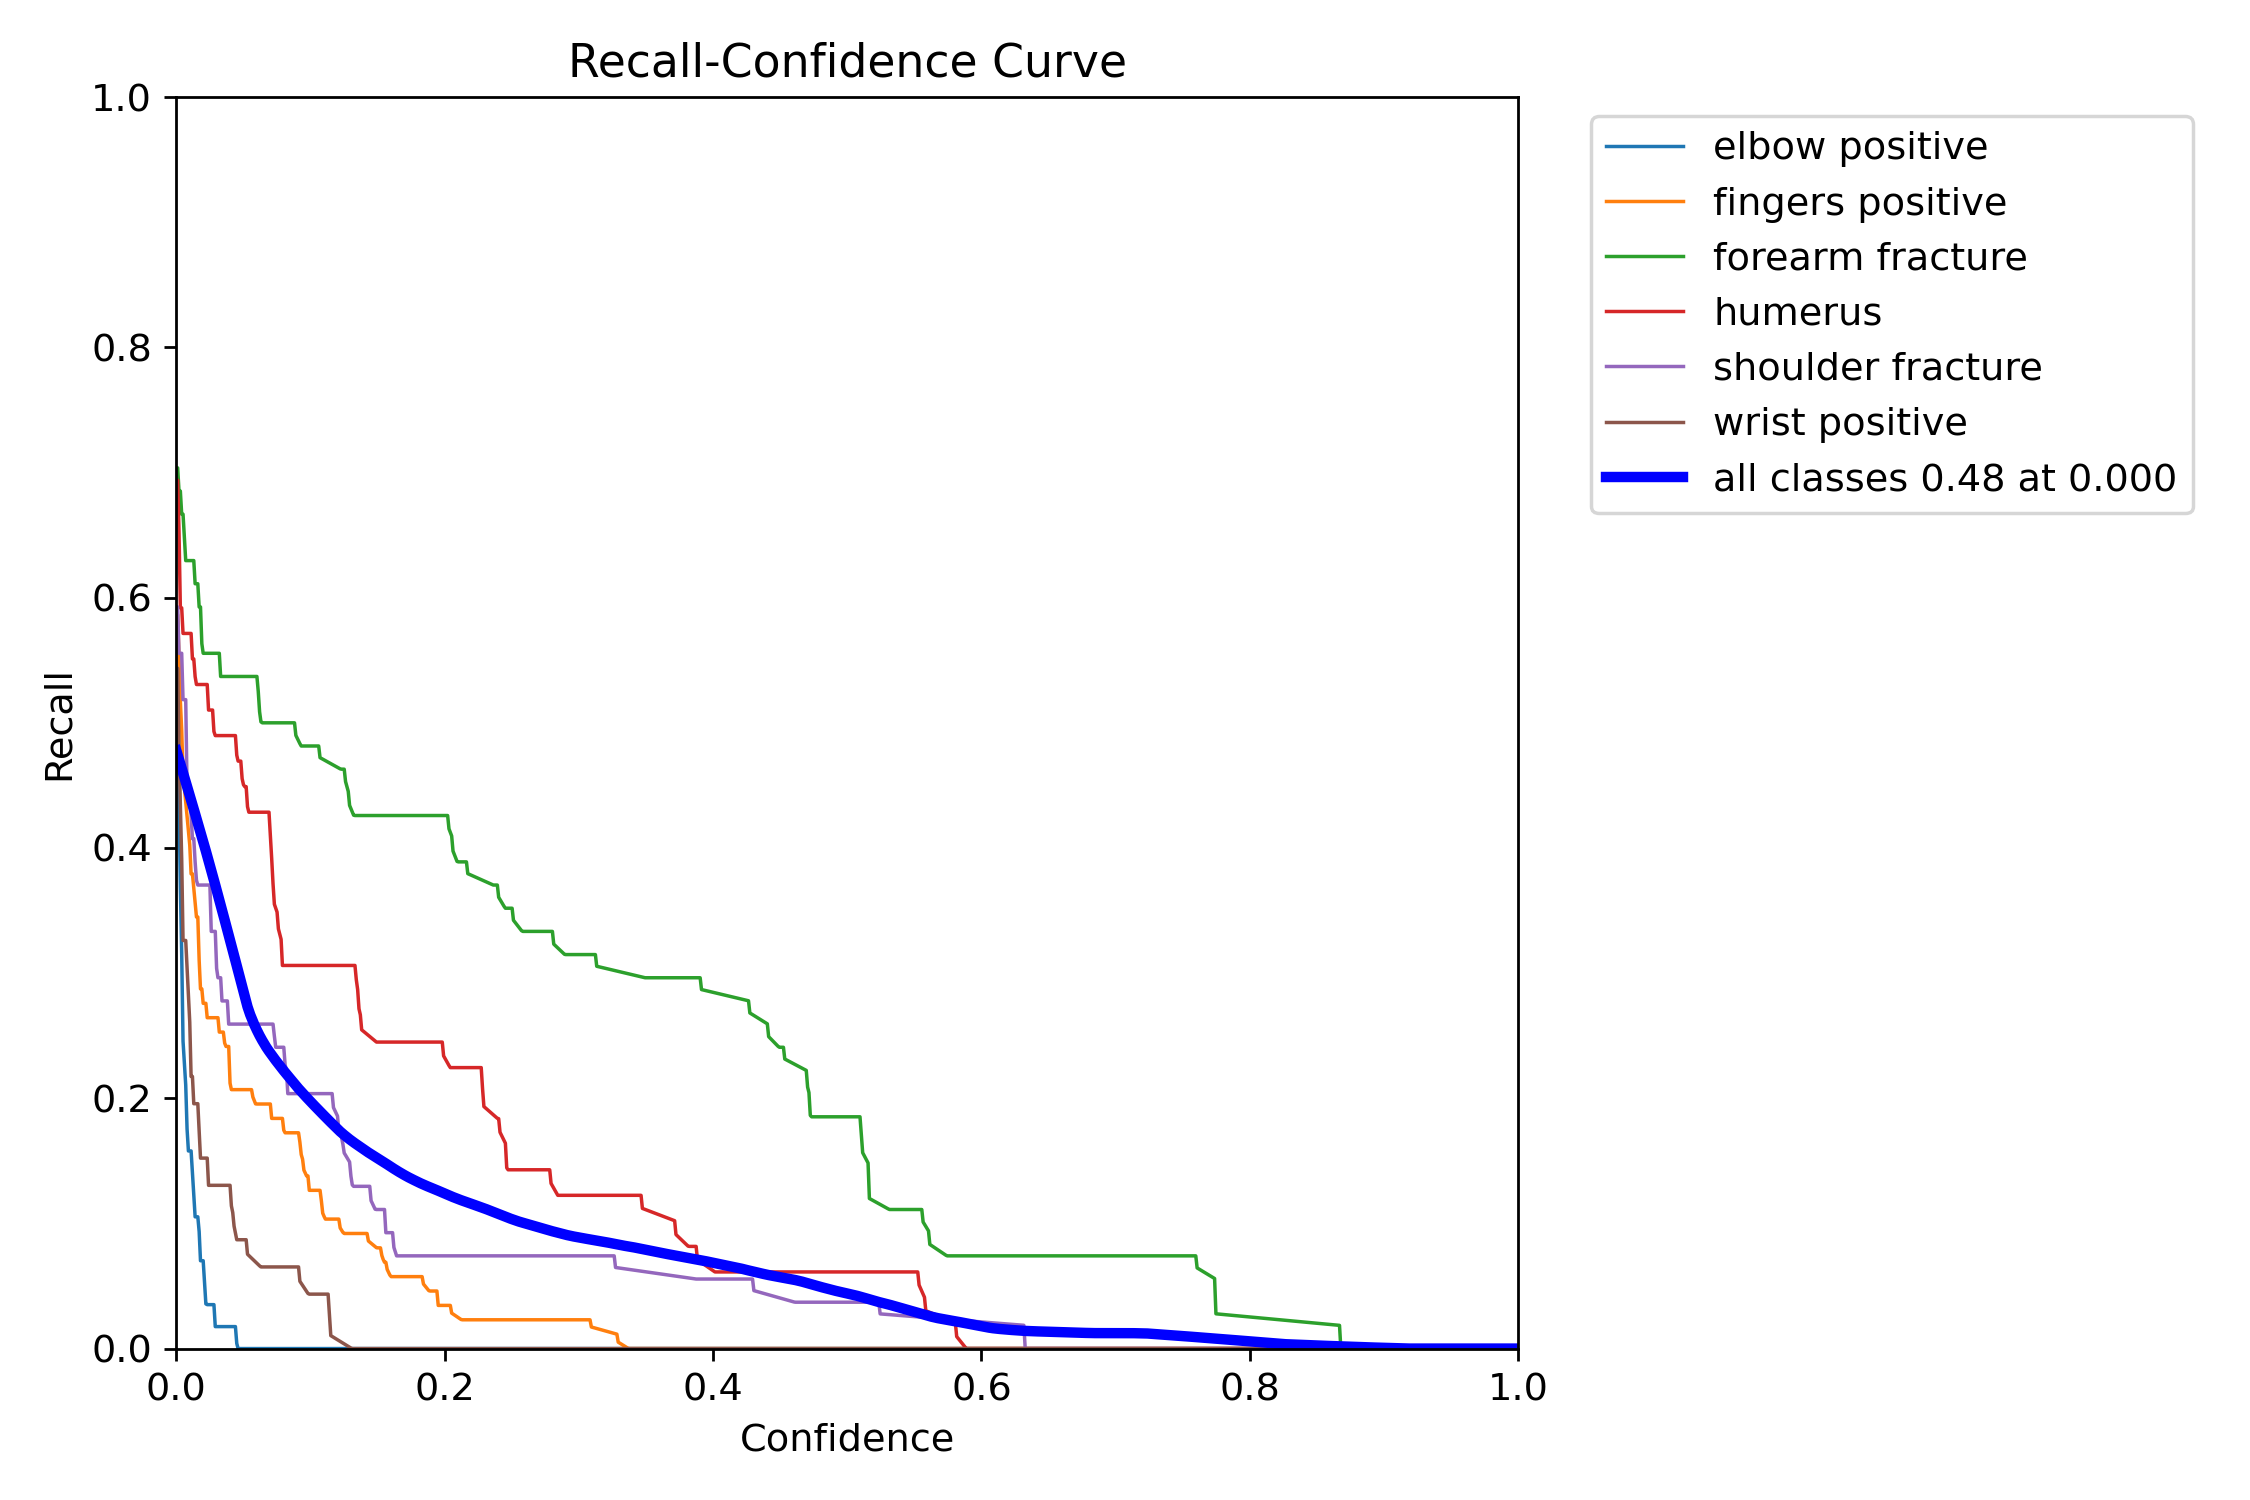 Recall-Confidence Curve
1.0
0.8
0.6
0.4
0.2
0.0
Recall
0.0 0.2 0.4 0.6 0.8 1.0
Confidence
elbow positive
fingers positive
forearm fracture
humerus
shoulder fracture
wrist positive
all classes 0.48 at 0.000